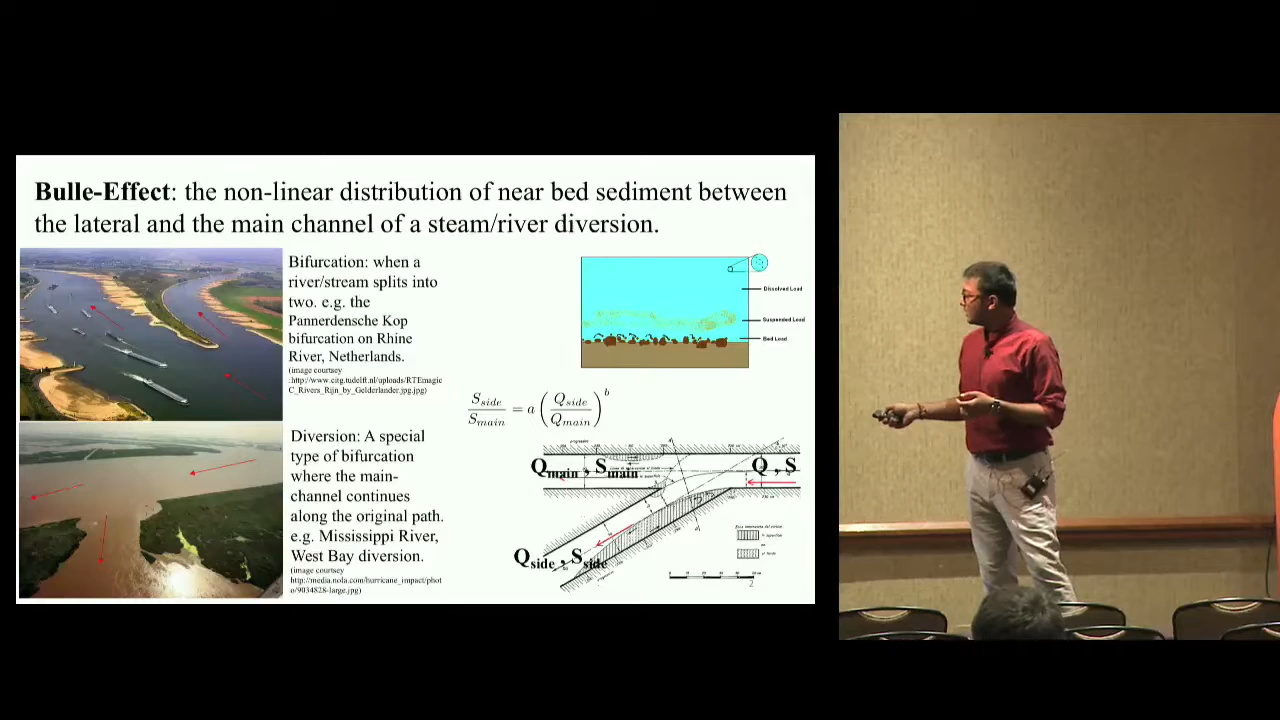 Bulle-Effect: the non-linear distribution of near bed sediment between
the lateral and the main channel of a steam/river diversion.
Bifurcation: when a
river/stream splits into
two. e.g. the
Pannerdensche Kop
bifurcation on Rhine
River, Netherlands.
(image courtesy
:http://www.citg.tudelft.nl/uploads/RTEmagic
C_Rivers_Rijn_by_Gelderlander.jpg.jpg)
Diversion: A special
type of bifurcation
where the main-
channel continues
along the original path.
e.g. Mississippi River,
West Bay diversion.
(image courtesy
http://media.nola.com/hurricane_impact/phot
o/9034828-large.jpg)
Dissolved Load
Suspended Load
Bed Load
S_side / S_main = a (Q_side / Q_main)^b
Q_main , S_main
Q , S
Q_side , S_side
2